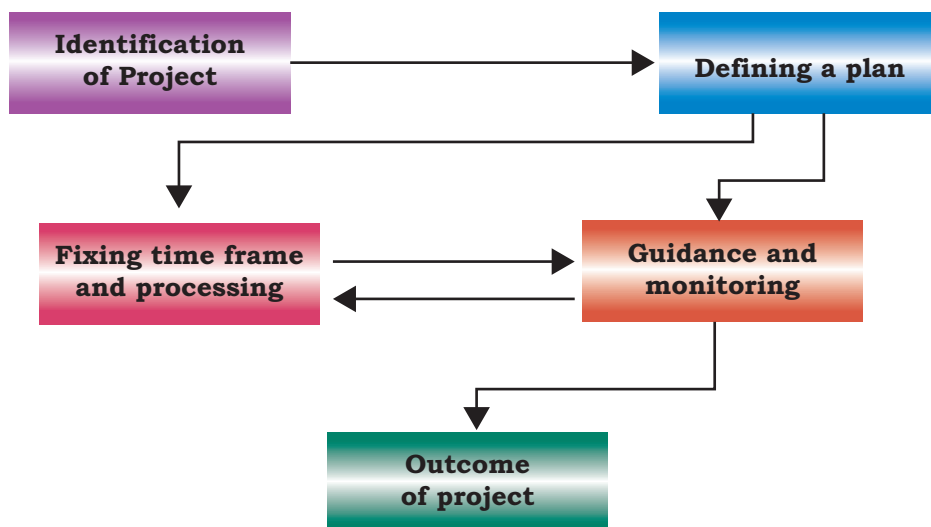 Identification
of Project
Defining a plan
Fixing time frame
and processing
Guidance and
monitoring
Outcome
of project